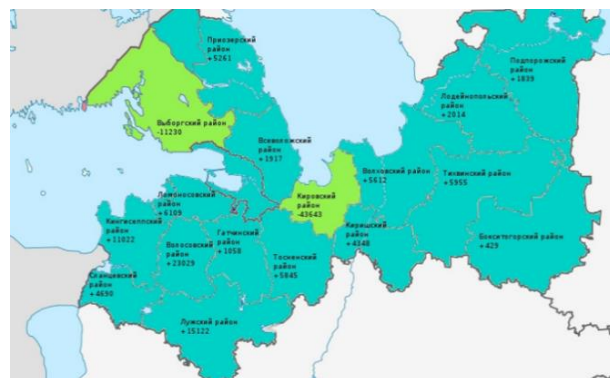 Приозерский
район
+5261
Подпорожский
район
+1839
Лодейнопольский
район
+2014
Выборгский район
-11230
Всеволожский
район
+1917
Волховский район
+5612
Тихвинский район
+5955
Кировский
район
-43643
Ломоносовский
район
+6109
Кингисеппский
район
+11022
Волосовский
район
+23029
Гатчинский
район
+1058
Тосненский
район
+5845
Киришский
район
+4348
Бокситогорский район
+429
Сланцевский
район
+4690
Лужский район
+15122